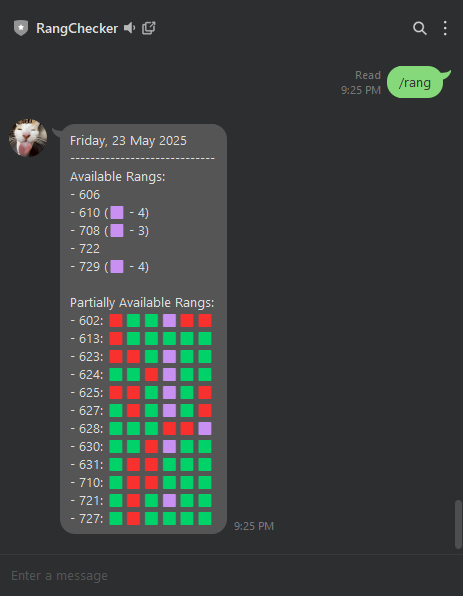 RangChecker
Read
9:25 PM
/rang
Friday, 23 May 2025
-----------------------------
Available Rangs:
- 606
- 610 (🟪 - 4)
- 708 (🟪 - 3)
- 722
- 729 (🟪 - 4)
Partially Available Rangs:
- 602: 🟥🟩🟩🟪🟥🟥
- 613: 🟥🟩🟩🟩🟩🟩
- 623: 🟥🟥🟩🟪🟩🟩
- 624: 🟩🟩🟥🟪🟩🟩
- 625: 🟥🟥🟩🟪🟩🟥
- 627: 🟩🟥🟩🟪🟩🟥
- 628: 🟩🟩🟩🟥🟥🟪
- 630: 🟩🟩🟥🟪🟩🟩
- 631: 🟩🟥🟥🟩🟩🟩
- 710: 🟩🟥🟥🟩🟩🟩
- 721: 🟩🟥🟩🟪🟩🟩
- 727: 🟩🟥🟩🟩🟩🟩
9:25 PM
Enter a message